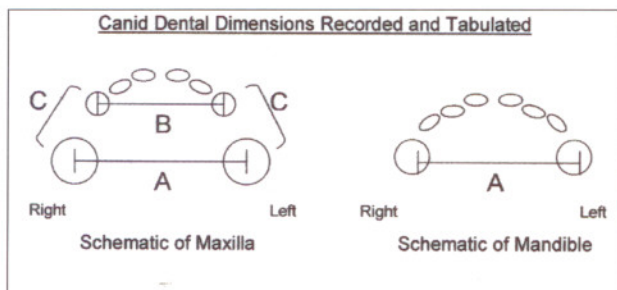 Canid Dental Dimensions Recorded and Tabulated
C
B
C
A
Right
Left
Schematic of Maxilla
A
Right
Left
Schematic of Mandible